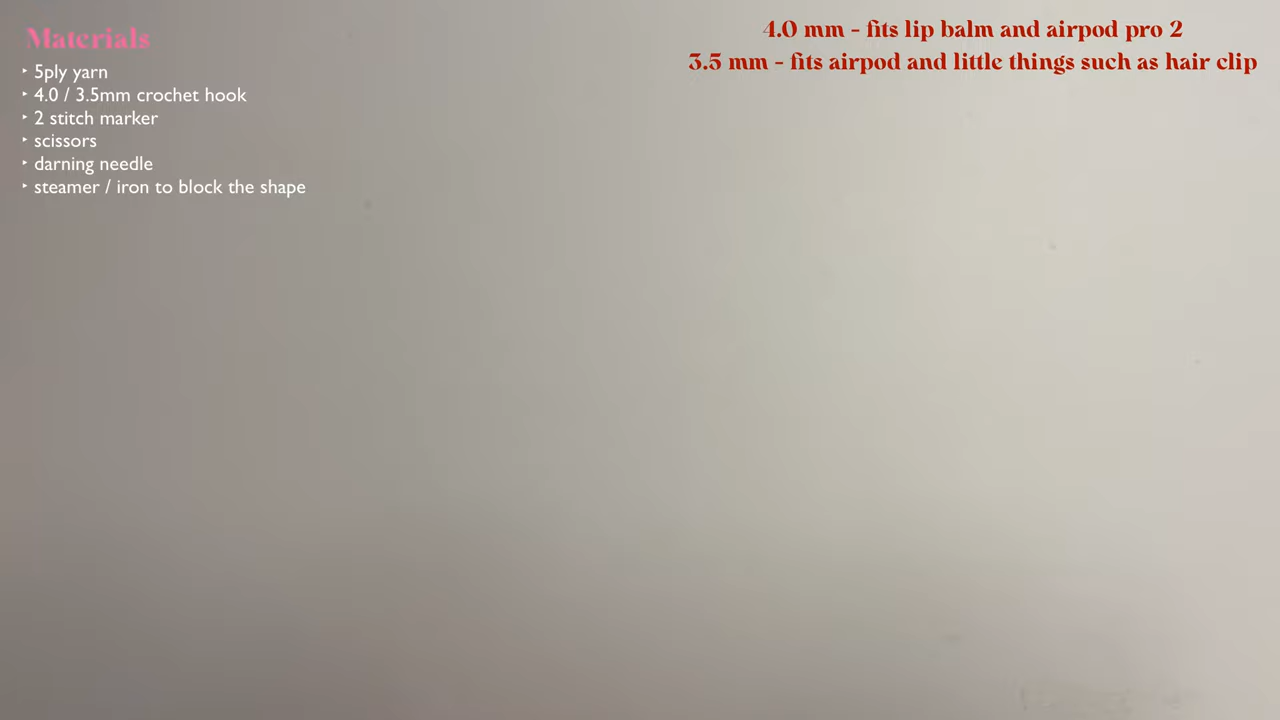 Materials
‣ 5ply yarn
‣ 4.0 / 3.5mm crochet hook
‣ 2 stitch marker
‣ scissors
‣ darning needle
‣ steamer / iron to block the shape
4.0 mm - fits lip balm and airpod pro 2
3.5 mm - fits airpod and little things such as hair clip